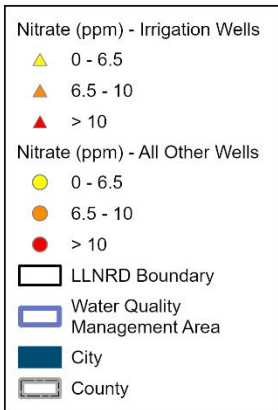 Nitrate (ppm) - Irrigation Wells
0 - 6.5
6.5 - 10
> 10
Nitrate (ppm) - All Other Wells
0 - 6.5
6.5 - 10
> 10
LLNRD Boundary
Water Quality
Management Area
City
County